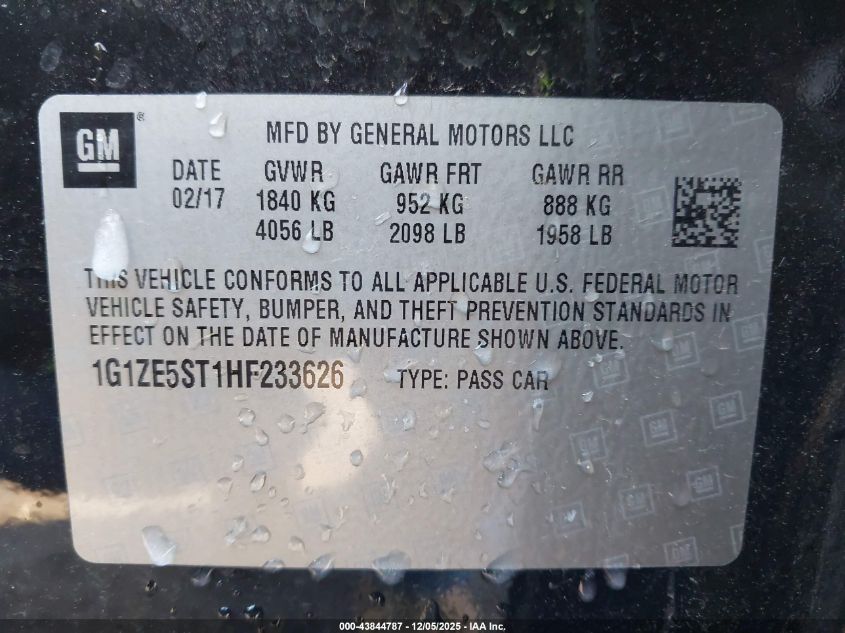 GM®
MFD BY GENERAL MOTORS LLC
DATE GVWR GAWR FRT GAWR RR
02/17 1840 KG 952 KG 888 KG
4056 LB 2098 LB 1958 LB
THIS VEHICLE CONFORMS TO ALL APPLICABLE U.S. FEDERAL MOTOR
VEHICLE SAFETY, BUMPER, AND THEFT PREVENTION STANDARDS IN
EFFECT ON THE DATE OF MANUFACTURE SHOWN ABOVE.
1G1ZE5ST1HF233626 TYPE: PASS CAR
000-43844787 - 12/05/2025 - IAA Inc.